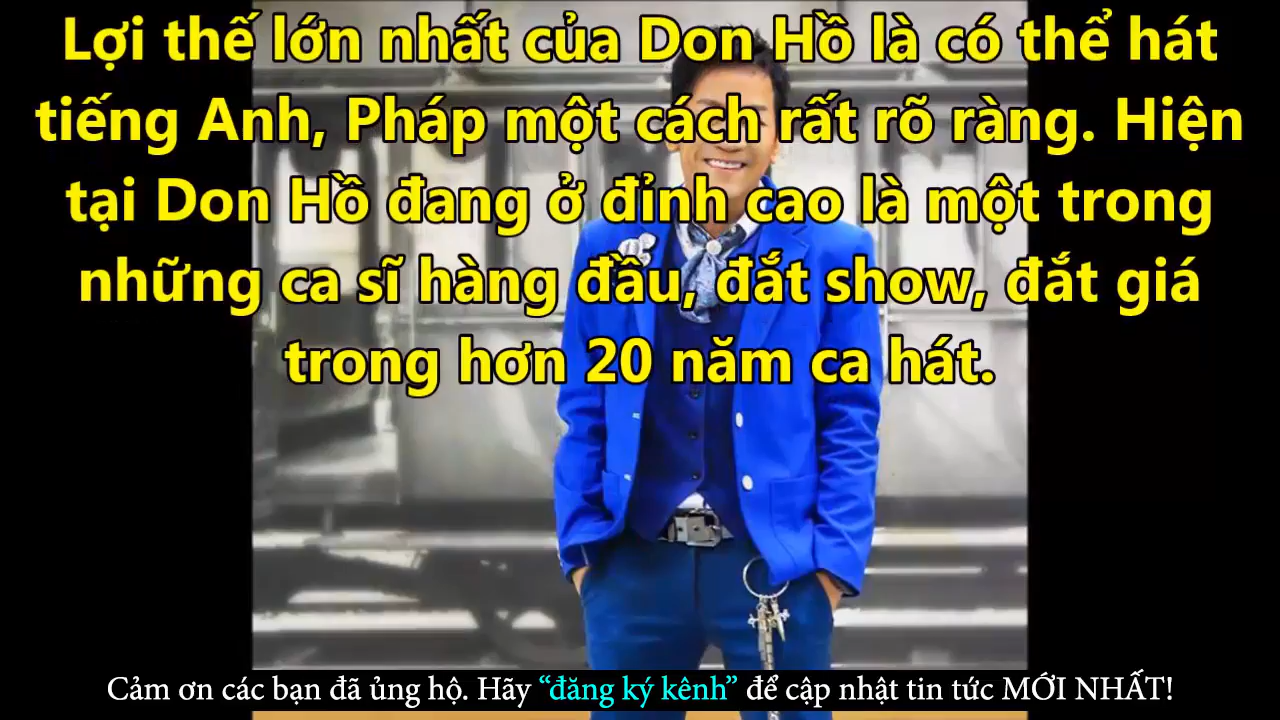 Lợi thế lớn nhất của Don Hồ là có thể hát
tiếng Anh, Pháp một cách rất rõ ràng. Hiện
tại Don Hồ đang ở đỉnh cao là một trong
những ca sĩ hàng đầu, đắt show, đắt giá
trong hơn 20 năm ca hát.
Cảm ơn các bạn đã ủng hộ. Hãy “đăng ký kênh” để cập nhật tin tức MỚI NHẤT!